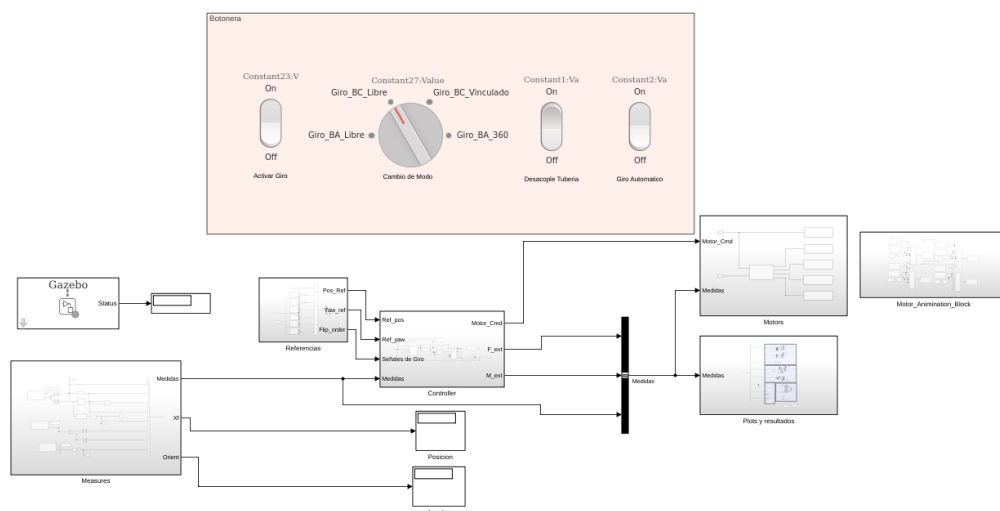 Botonera
Constant23:V
On
Off
Activar Giro
Constant27:Value
Giro_BC_Libre
Giro_BC_Vinculado
Giro_BA_Libre
Giro_BA_360
Cambio de Modo
Constant1:Va
On
Off
Desacople Tuberia
Constant2:Va
On
Off
Giro Automatico
Gazebo
Status
Pos_Ref
Yaw_ref
Flip_order
Referencias
Ref_pos
Ref_yaw
Señales de Giro
Medidas
Motor_Cmd
F_ext
M_ext
Controller
Medidas
Motor_Cmd
Medidas
Motors
Motor_Animination_Block
Medidas
Plots y resultados
Medidas
Xf
Orient
Measures
Posicion